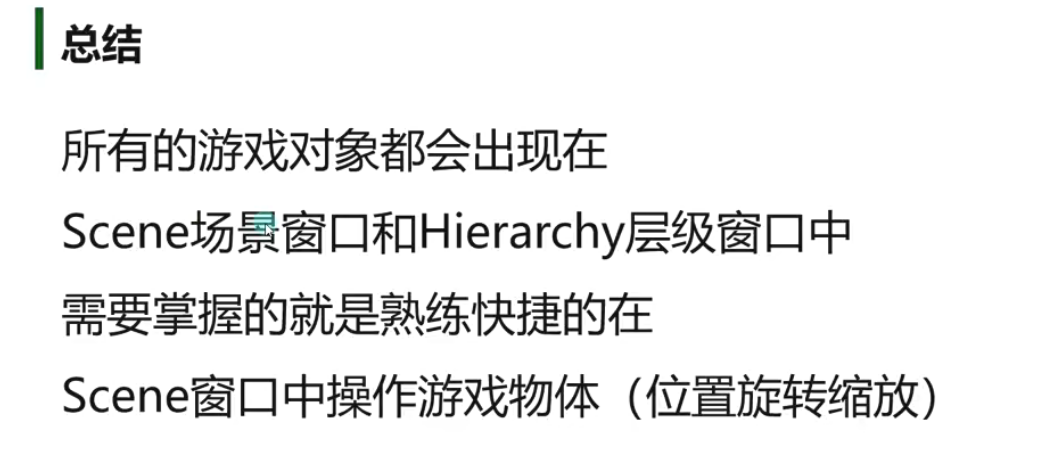 总结
所有的游戏对象都会出现在
Scene场景窗口和Hierarchy层级窗口中
需要掌握的就是熟练快捷的在
Scene窗口中操作游戏物体（位置旋转缩放）